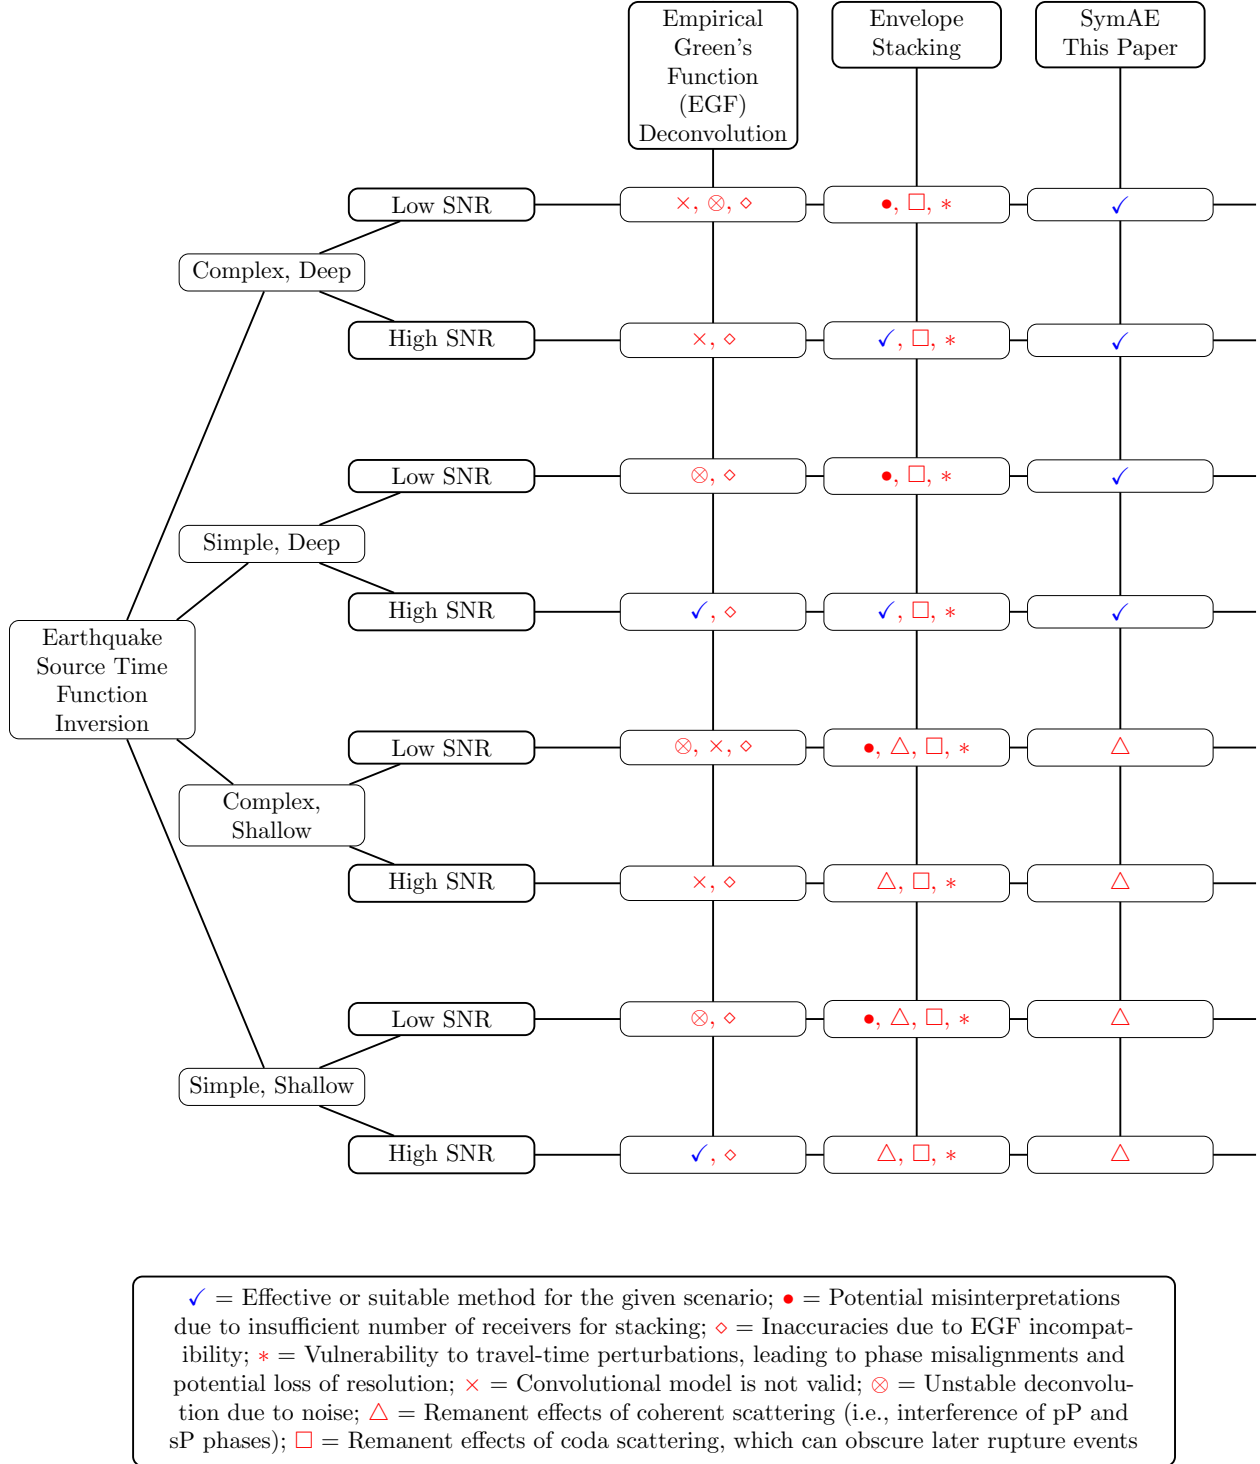 Empirical
Green's
Function
(EGF)
Deconvolution
Envelope
Stacking
SymAE
This Paper
Low SNR
×, ⊗, ⋄
•, □, ∗
✓
Complex, Deep
High SNR
×, ⋄
✓, □, ∗
✓
Low SNR
⊗, ⋄
•, □, ∗
✓
Simple, Deep
High SNR
✓, ⋄
✓, □, ∗
✓
Earthquake
Source Time
Function
Inversion
Low SNR
⊗, ×, ⋄
•, △, □, ∗
△
Complex,
Shallow
High SNR
×, ⋄
△, □, ∗
△
Low SNR
⊗, ⋄
•, △, □, ∗
△
Simple, Shallow
High SNR
✓, ⋄
△, □, ∗
△
✓ = Effective or suitable method for the given scenario; • = Potential misinterpretations
due to insufficient number of receivers for stacking; ⋄ = Inaccuracies due to EGF incompat-
ibility; ∗ = Vulnerability to travel-time perturbations, leading to phase misalignments and
potential loss of resolution; × = Convolutional model is not valid; ⊗ = Unstable deconvolu-
tion due to noise; △ = Remanent effects of coherent scattering (i.e., interference of pP and
sP phases); □ = Remanent effects of coda scattering, which can obscure later rupture events